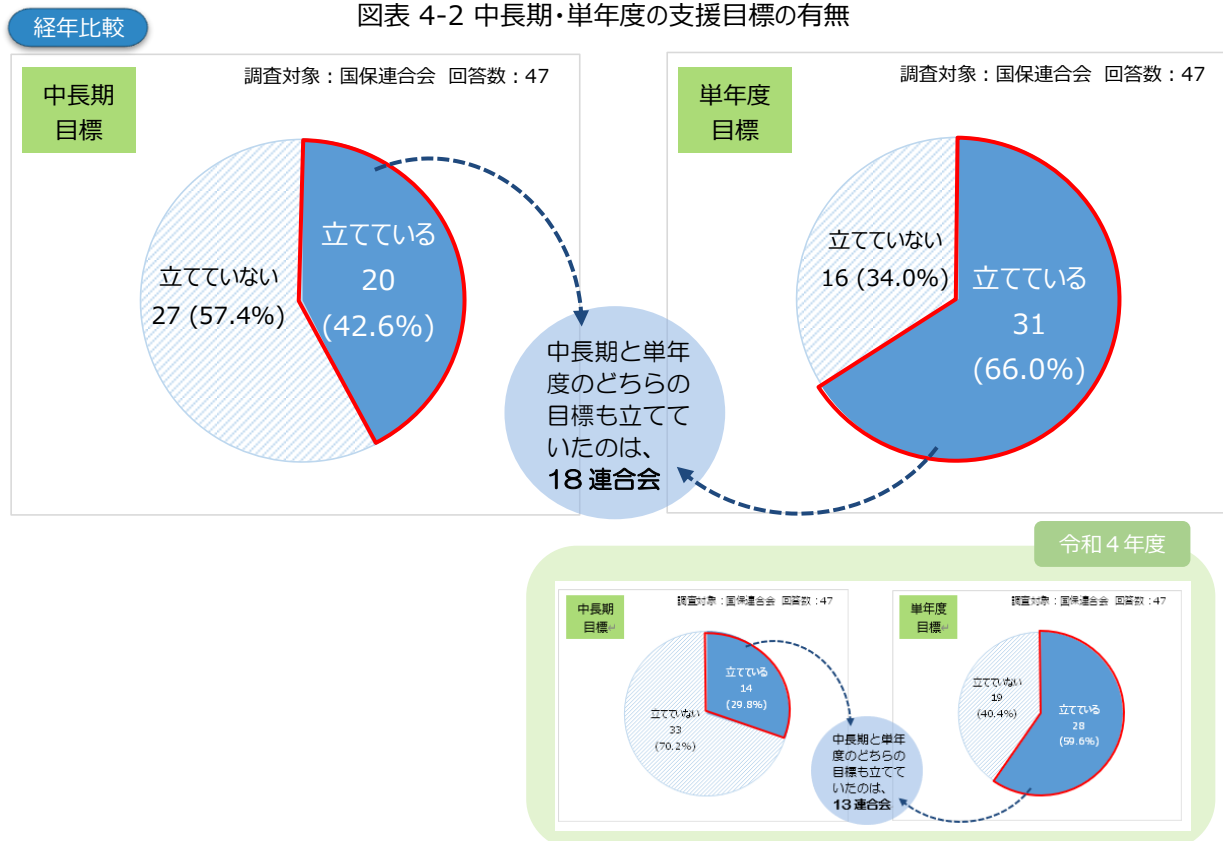 図表 4-2 中長期・単年度の支援目標の有無
経年比較
中長期
目標
調査対象：国保連合会 回答数：47
立てている
20
(42.6%)
立てていない
27 (57.4%)
単年度
目標
調査対象：国保連合会 回答数：47
立てていない
16 (34.0%)
立てている
31
(66.0%)
中長期と単年
度のどちらの
目標も立てて
いたのは、
18 連合会
令和４年度
中長期
目標↵
調査対象：国保連合会 回答数：47
立てている
14
(29.8%)
立てていない
33
(70.2%)
単年度
目標↵
調査対象：国保連合会 回答数：47
立てていない
19
(40.4%)
立てている
28
(59.6%)
中長期と単年
度のどちらの
目標も立てて
いたのは、
13 連合会